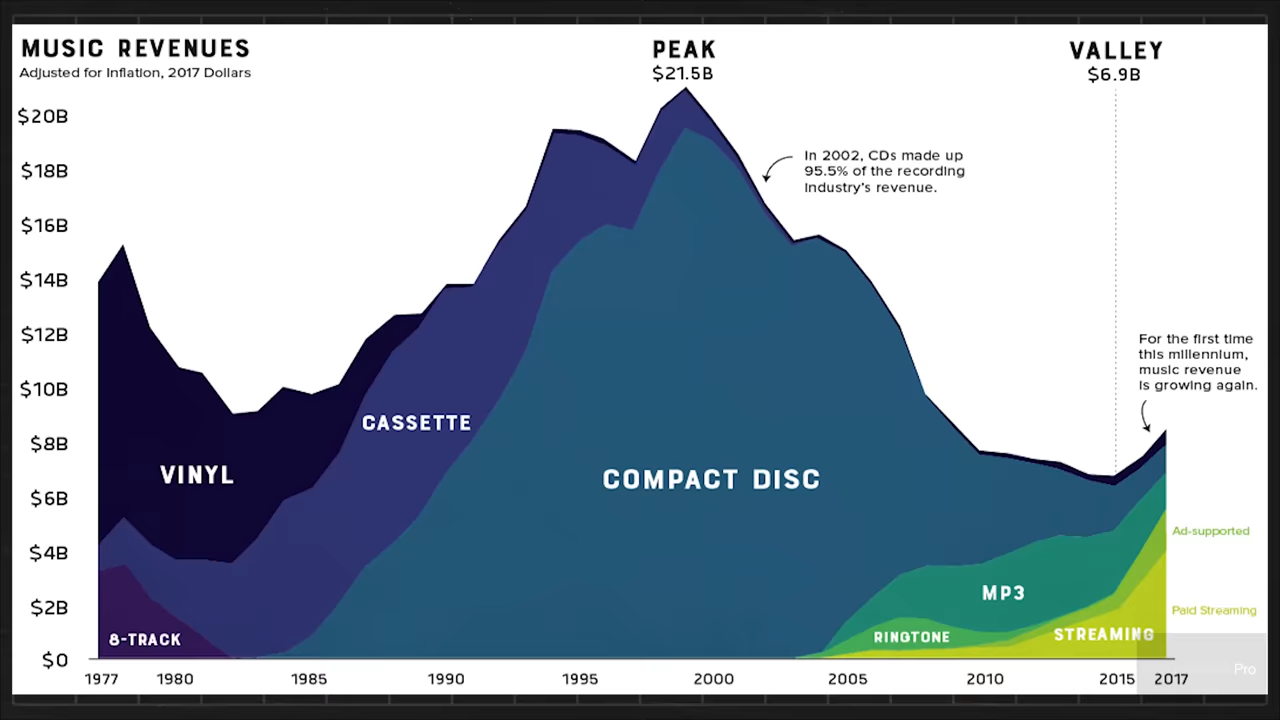 MUSIC REVENUES
Adjusted for Inflation, 2017 Dollars
PEAK
$21.5B
VALLEY
$6.9B
$20B
$18B
$16B
$14B
$12B
$10B
$8B
$6B
$4B
$2B
$0
In 2002, CDs made up
95.5% of the recording
industry's revenue.
For the first time
this millennium,
music revenue
is growing again.
VINYL
CASSETTE
COMPACT DISC
8-TRACK
MP3
RINGTONE
STREAMING
Ad-supported
Paid Streaming
Pro
1977 1980 1985 1990 1995 2000 2005 2010 2015 2017